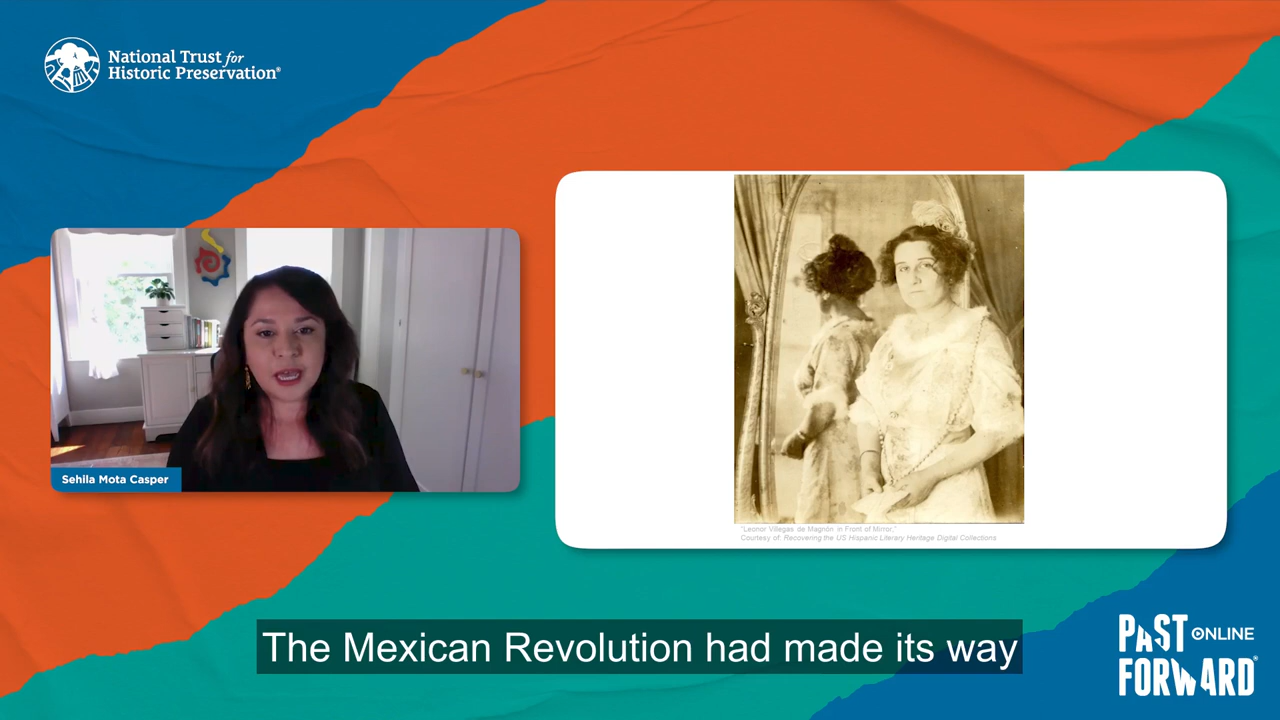 National Trust for
Historic Preservation®
Sehila Mota Casper
"Leonor Villegas de Magnón in Front of Mirror;"
Courtesy of: Recovering the US Hispanic Literary Heritage Digital Collections
The Mexican Revolution had made its way
PAST ONLINE
FORWARD®